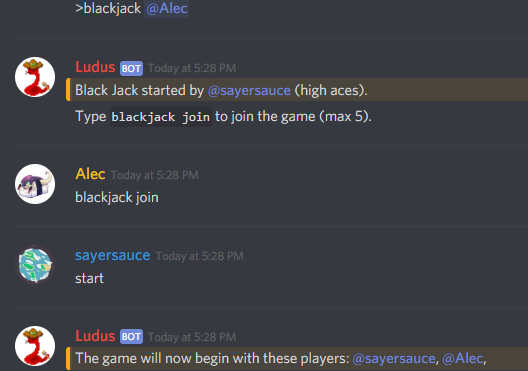 >blackjack @Alec
Ludus BOT Today at 5:28 PM
Black Jack started by @sayersauce (high aces).
Type blackjack join to join the game (max 5).
Alec Today at 5:28 PM
blackjack join
sayersauce Today at 5:28 PM
start
Ludus BOT Today at 5:28 PM
The game will now begin with these players: @sayersauce, @Alec,